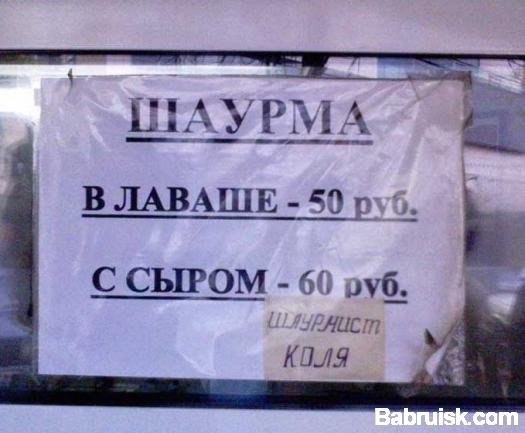 ШАУРМА
В ЛАВАШЕ - 50 руб.
С СЫРОМ - 60 руб.
ШАУРМИСТ
КОЛЯ
Babruisk.com